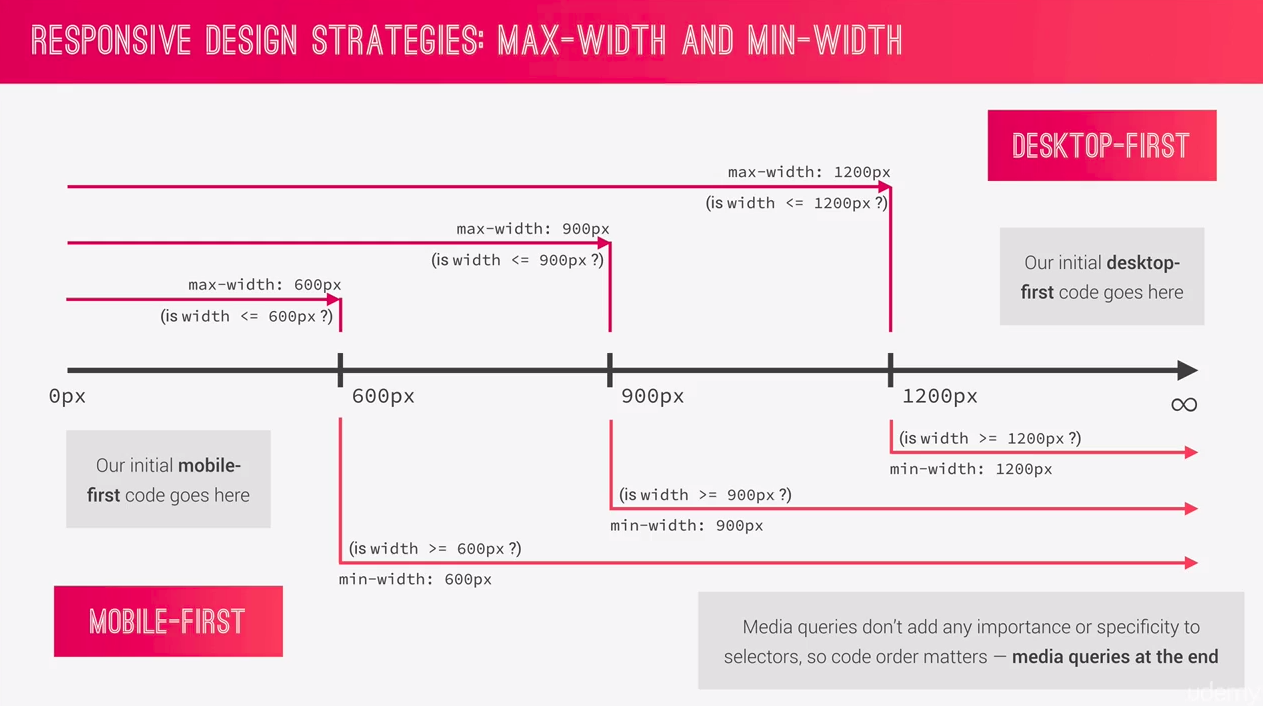 RESPONSIVE DESIGN STRATEGIES: MAX-WIDTH AND MIN-WIDTH
DESKTOP-FIRST
max-width: 1200px
(is width <= 1200px ?)
max-width: 900px
(is width <= 900px ?)
max-width: 600px
(is width <= 600px ?)
Our initial desktop-
first code goes here
0px
600px
900px
1200px
∞
Our initial mobile-
first code goes here
(is width >= 1200px ?)
min-width: 1200px
(is width >= 900px ?)
min-width: 900px
(is width >= 600px ?)
min-width: 600px
MOBILE-FIRST
Media queries don’t add any importance or specificity to
selectors, so code order matters — media queries at the end
udemy